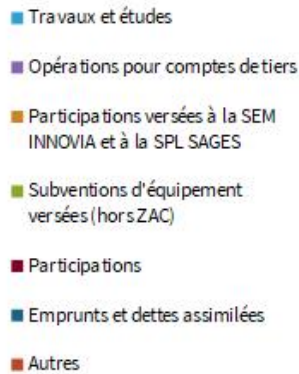 Travaux et études
Opérations pour comptes de tiers
Participations versées à la SEM
INNOVIA et à la SPL SAGES
Subventions d'équipement
versées (hors ZAC)
Participations
Emprunts et dettes assimilées
Autres